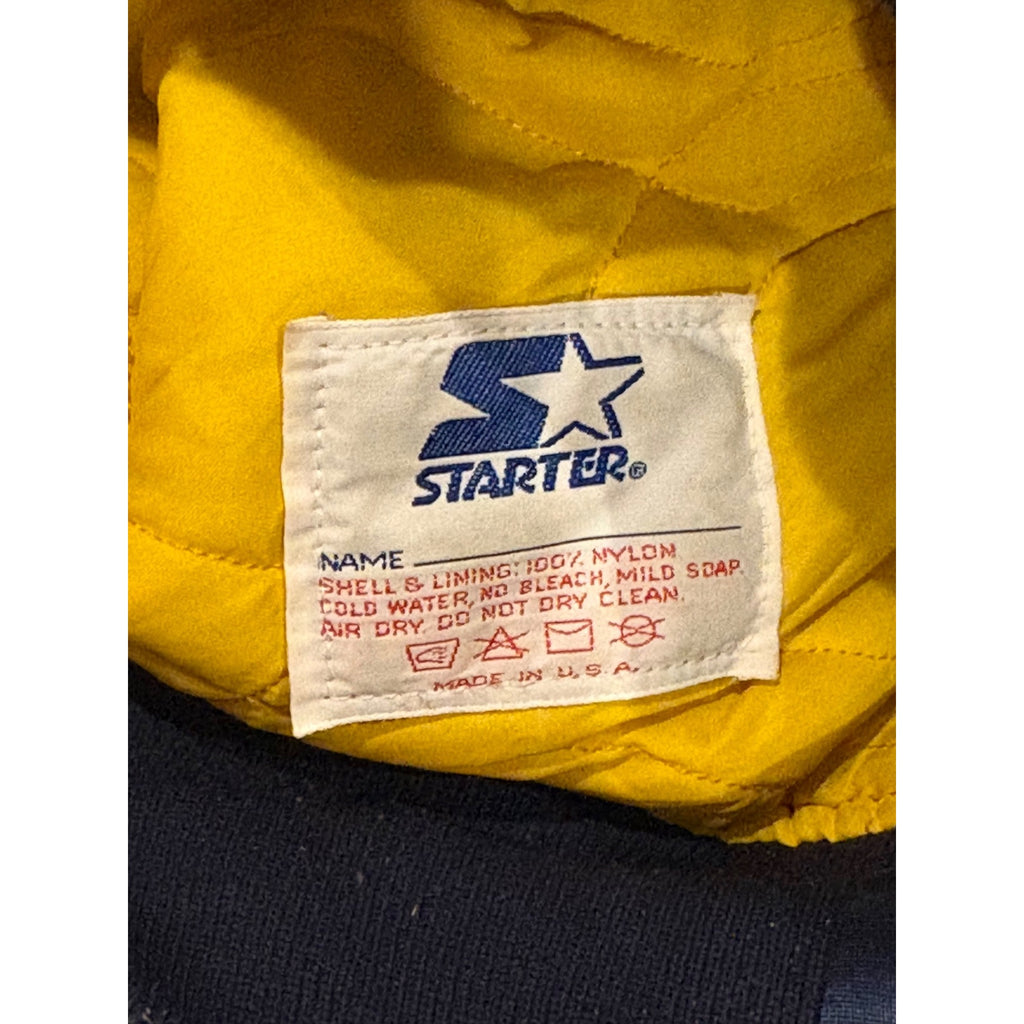 STARTER®
NAME
SHELL & LINING: 100% NYLON
COLD WATER, NO BLEACH, MILD SOAP.
AIR DRY. DO NOT DRY CLEAN.
MADE IN U.S.A.